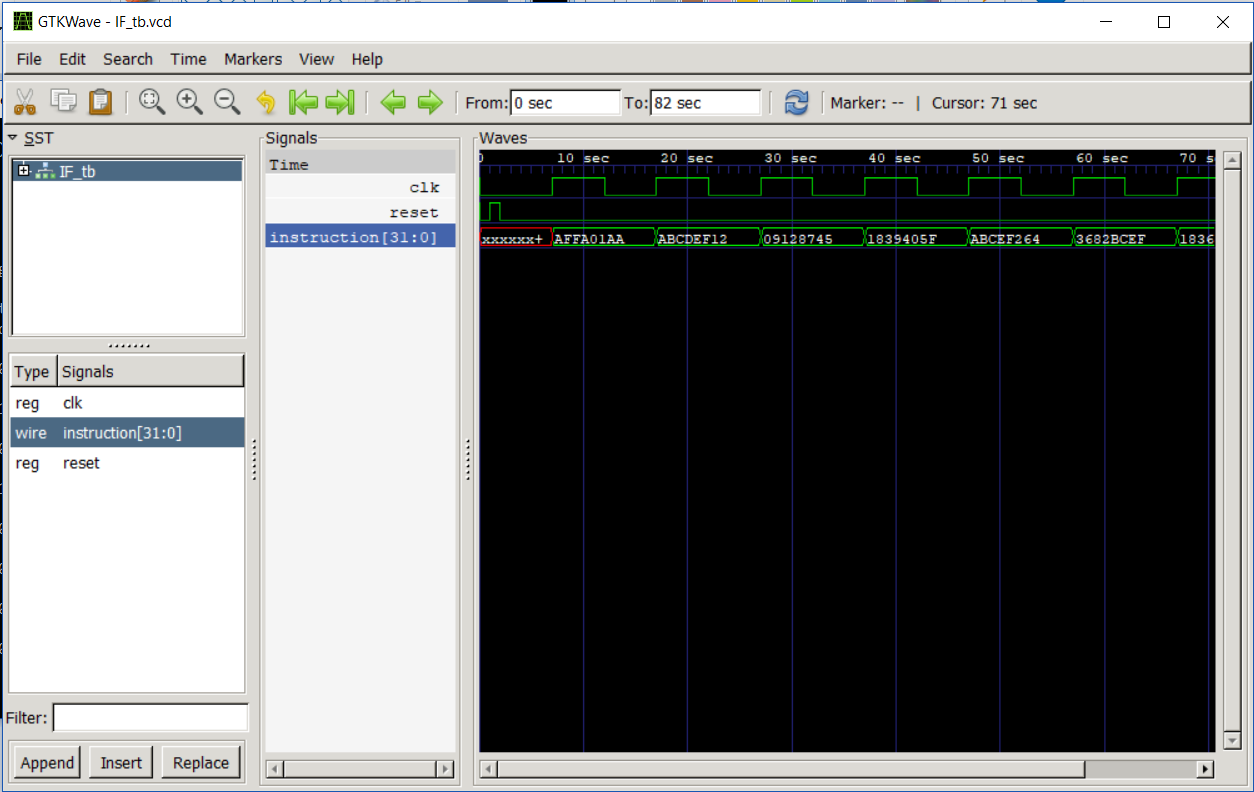 GTKWave - IF_tb.vcd
File Edit Search Time Markers View Help
From: 0 sec To: 82 sec Marker: -- | Cursor: 71 sec
SST
IF_tb
Type Signals
reg clk
wire instruction[31:0]
reg reset
Filter:
Append Insert Replace
Signals
Time
clk
reset
instruction[31:0]
Waves
10 sec 20 sec 30 sec 40 sec 50 sec 60 sec 70 s
xxxxxx+ AFFA01AA ABCDEF12 09128745 1839405F ABCEF264 3682BCEF 1836